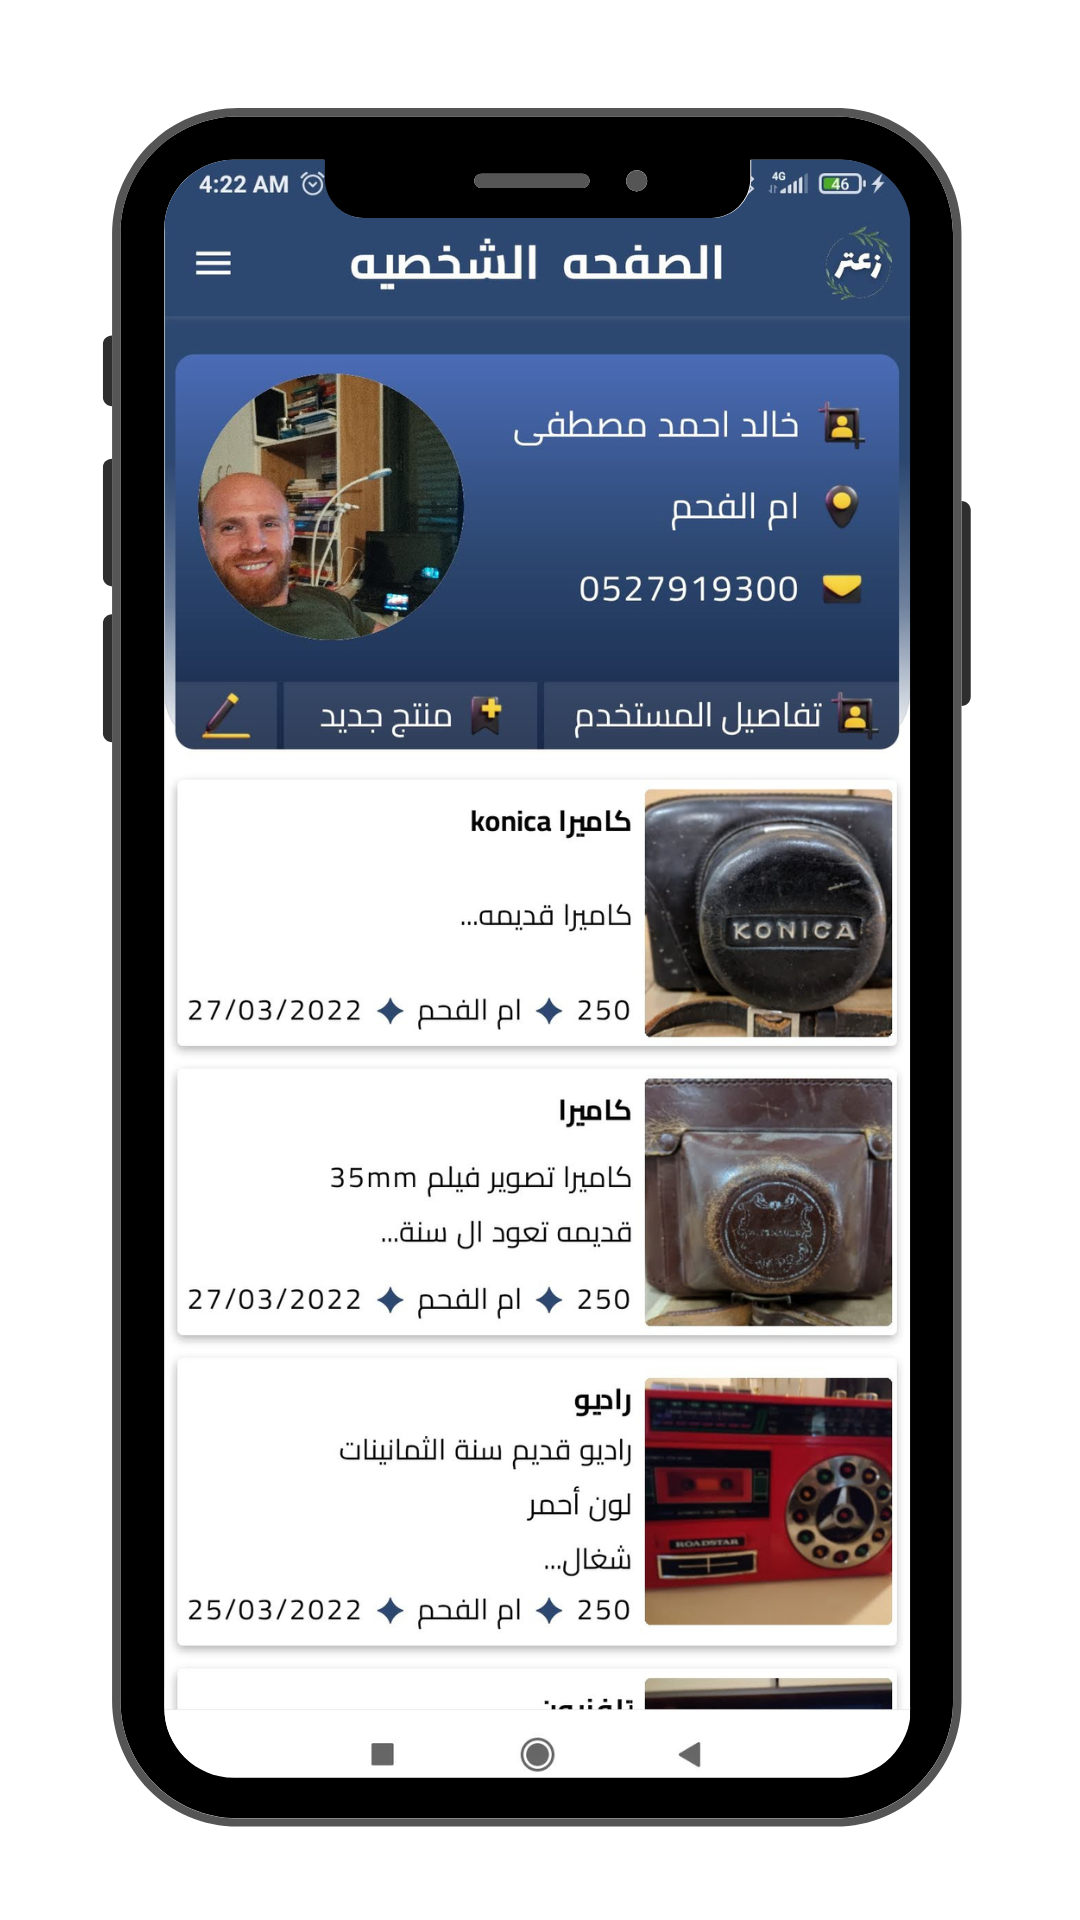 4:22 AM 4G 46
الصفحه الشخصيه
زعتر
خالد احمد مصطفى
ام الفحم
0527919300
تفاصيل المستخدم
منتج جديد
كاميرا konica
كاميرا قديمه...
250 ✦ ام الفحم ✦ 27/03/2022
KONICA
كاميرا
كاميرا تصوير فيلم 35mm
قديمه تعود ال سنة...
250 ✦ ام الفحم ✦ 27/03/2022
راديو
راديو قديم سنة الثمانينات
لون أحمر
شغال...
250 ✦ ام الفحم ✦ 25/03/2022
ROADSTAR
تلفزيون